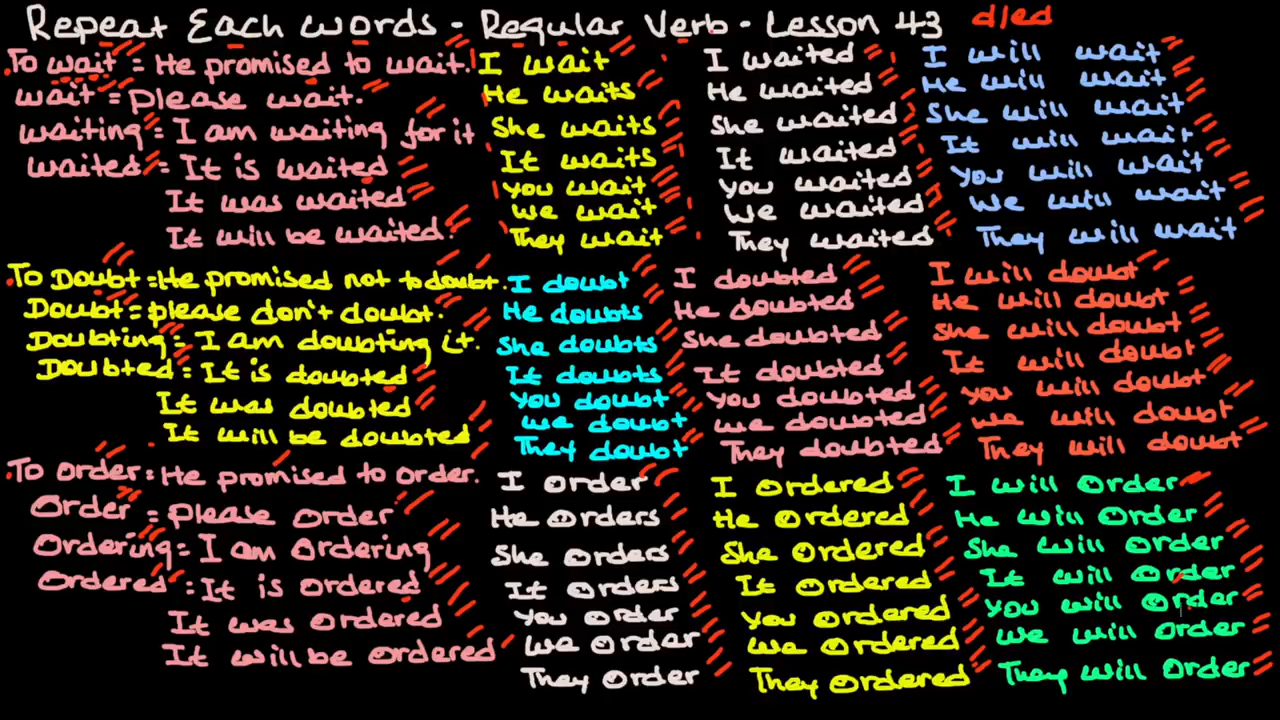 Repeat Each words - Regular Verb - Lesson 43 d/ed
To wait = He promised to wait.
wait = please wait.
waiting = I am waiting for it
waited = It is waited
It was waited
It will be waited.
I wait
He waits
She waits
It waits
you wait
we wait
They wait
I waited
He waited
She waited
It waited
you waited
we waited
They waited
I will wait
He will wait
She will wait
It will wait
you will wait
we will wait
They will wait
To Doubt = He promised not to doubt.
Doubt = please don't doubt.
Doubting = I am doubting it.
Doubted = It is doubted
It was doubted
It will be doubted
I doubt
He doubts
She doubts
It doubts
you doubt
we doubt
They doubt
I doubted
He doubted
She doubted
It doubted
you doubted
we doubted
They doubted
I will doubt
He will doubt
She will doubt
It will doubt
you will doubt
we will doubt
They will doubt
To Order = He promised to order.
Order = please order
Ordering = I am Ordering
Ordered = It is ordered
It was ordered
It will be ordered
I Order
He Orders
She Orders
It Orders
you Order
we Order
They Order
I Ordered
He Ordered
She Ordered
It Ordered
you Ordered
we Ordered
They Ordered
I will Order
He will Order
She will Order
It will Order
you will Order
we will Order
They will Order